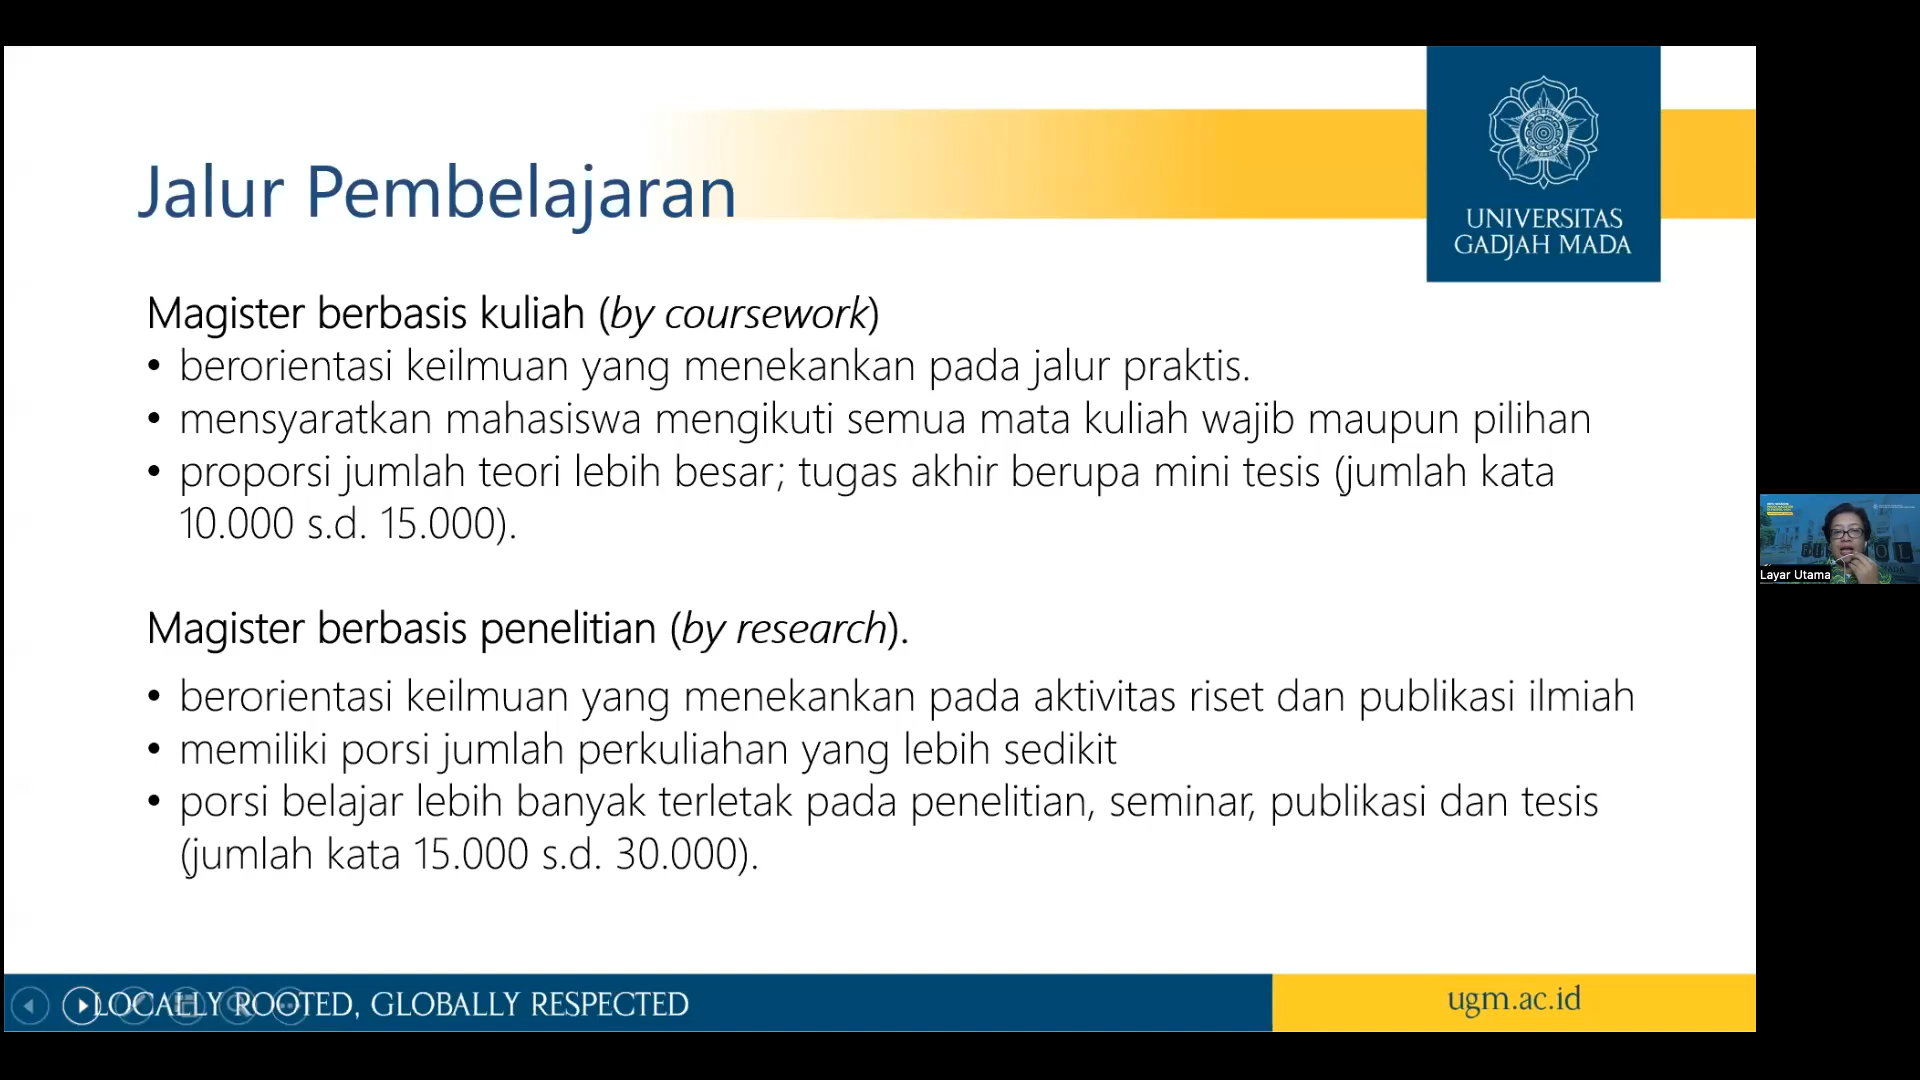 Jalur Pembelajaran
UNIVERSITAS
GADJAH MADA
Magister berbasis kuliah (by coursework)
• berorientasi keilmuan yang menekankan pada jalur praktis.
• mensyaratkan mahasiswa mengikuti semua mata kuliah wajib maupun pilihan
• proporsi jumlah teori lebih besar; tugas akhir berupa mini tesis (jumlah kata
10.000 s.d. 15.000).
Magister berbasis penelitian (by research).
• berorientasi keilmuan yang menekankan pada aktivitas riset dan publikasi ilmiah
• memiliki porsi jumlah perkuliahan yang lebih sedikit
• porsi belajar lebih banyak terletak pada penelitian, seminar, publikasi dan tesis
(jumlah kata 15.000 s.d. 30.000).
Layar Utama
LOCALLY ROOTED, GLOBALLY RESPECTED
ugm.ac.id